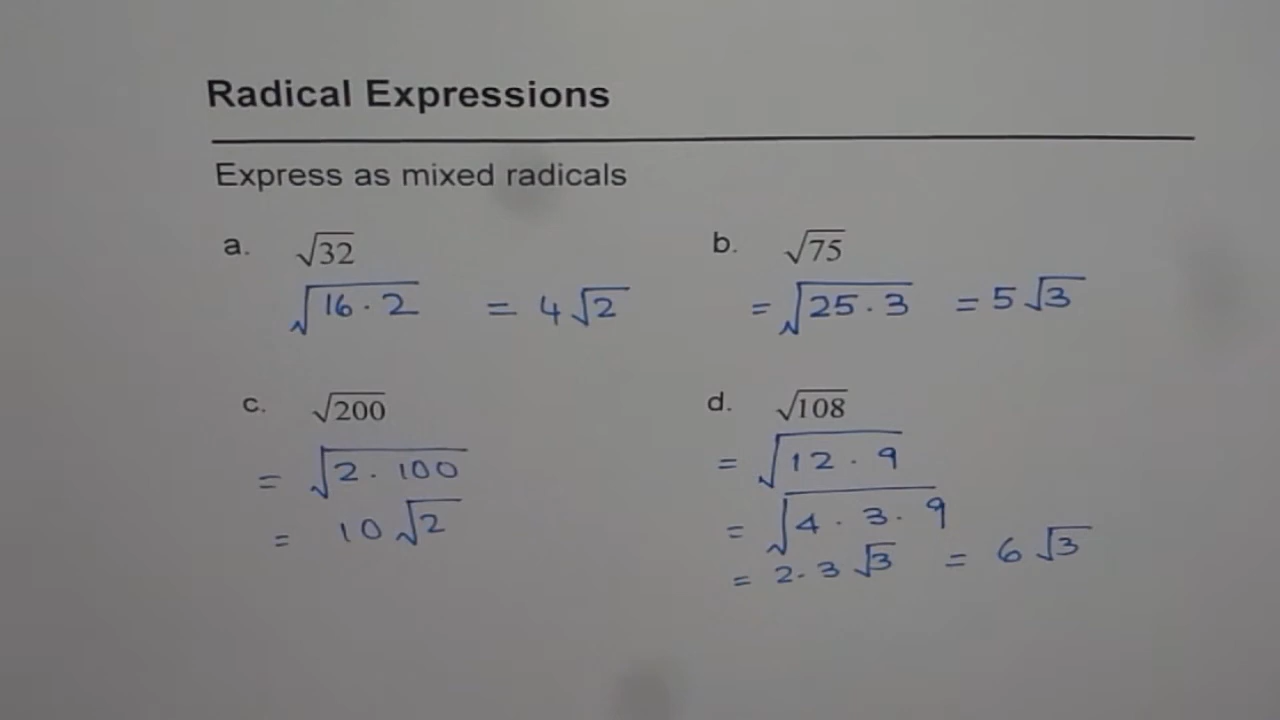 Radical Expressions
Express as mixed radicals
a. √32
√16 · 2 = 4√2
b. √75
= √25 · 3 = 5√3
c. √200
= √2 · 100
= 10√2
d. √108
= √12 · 9
= √4 · 3 · 9
= 2 · 3√3 = 6√3